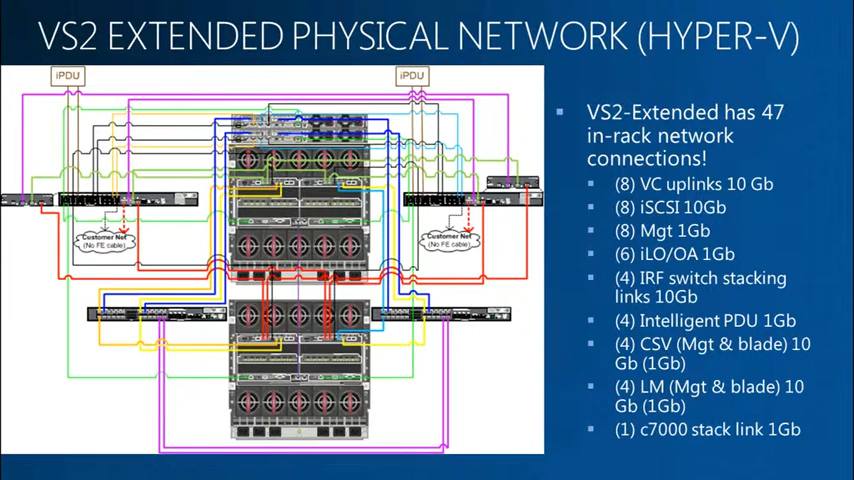 VS2 EXTENDED PHYSICAL NETWORK (HYPER-V)
iPDU
iPDU
Customer Net
(No FE cable)
Customer Net
(No FE cable)
VS2-Extended has 47
in-rack network
connections!
(8) VC uplinks 10 Gb
(8) iSCSI 10Gb
(8) Mgt 1Gb
(6) iLO/OA 1Gb
(4) IRF switch stacking
links 10Gb
(4) Intelligent PDU 1Gb
(4) CSV (Mgt & blade) 10
Gb (1Gb)
(4) LM (Mgt & blade) 10
Gb (1Gb)
(1) c7000 stack link 1Gb